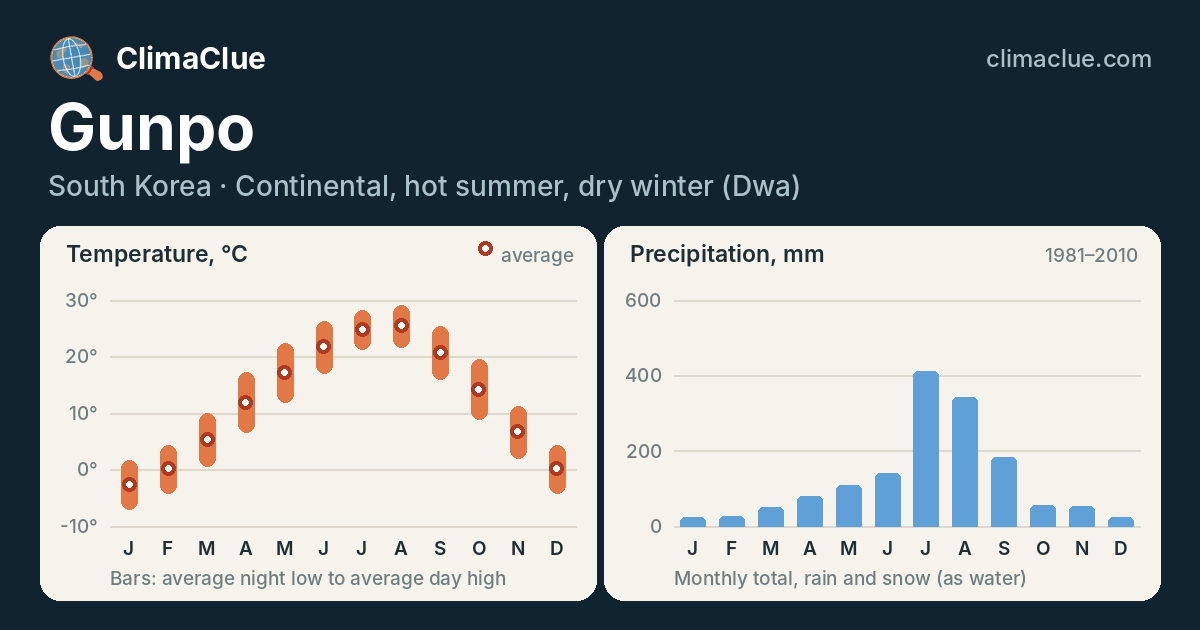 ClimaClue
climaclue.com
Gunpo
South Korea · Continental, hot summer, dry winter (Dwa)
Temperature, °C
average
30°
20°
10°
0°
-10°
J F M A M J J A S O N D
Bars: average night low to average day high
Precipitation, mm
1981–2010
600
400
200
0
J F M A M J J A S O N D
Monthly total, rain and snow (as water)